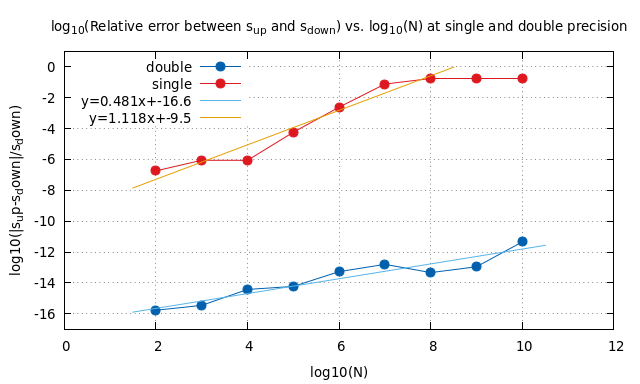 log10(Relative error between sup and sdown) vs. log10(N) at single and double precision
double
single
y=0.481x+-16.6
y=1.118x+-9.5
0
-2
-4
-6
-8
-10
-12
-14
-16
log10(|sup-sdown|/sdown)
0 2 4 6 8 10 12
log10(N)